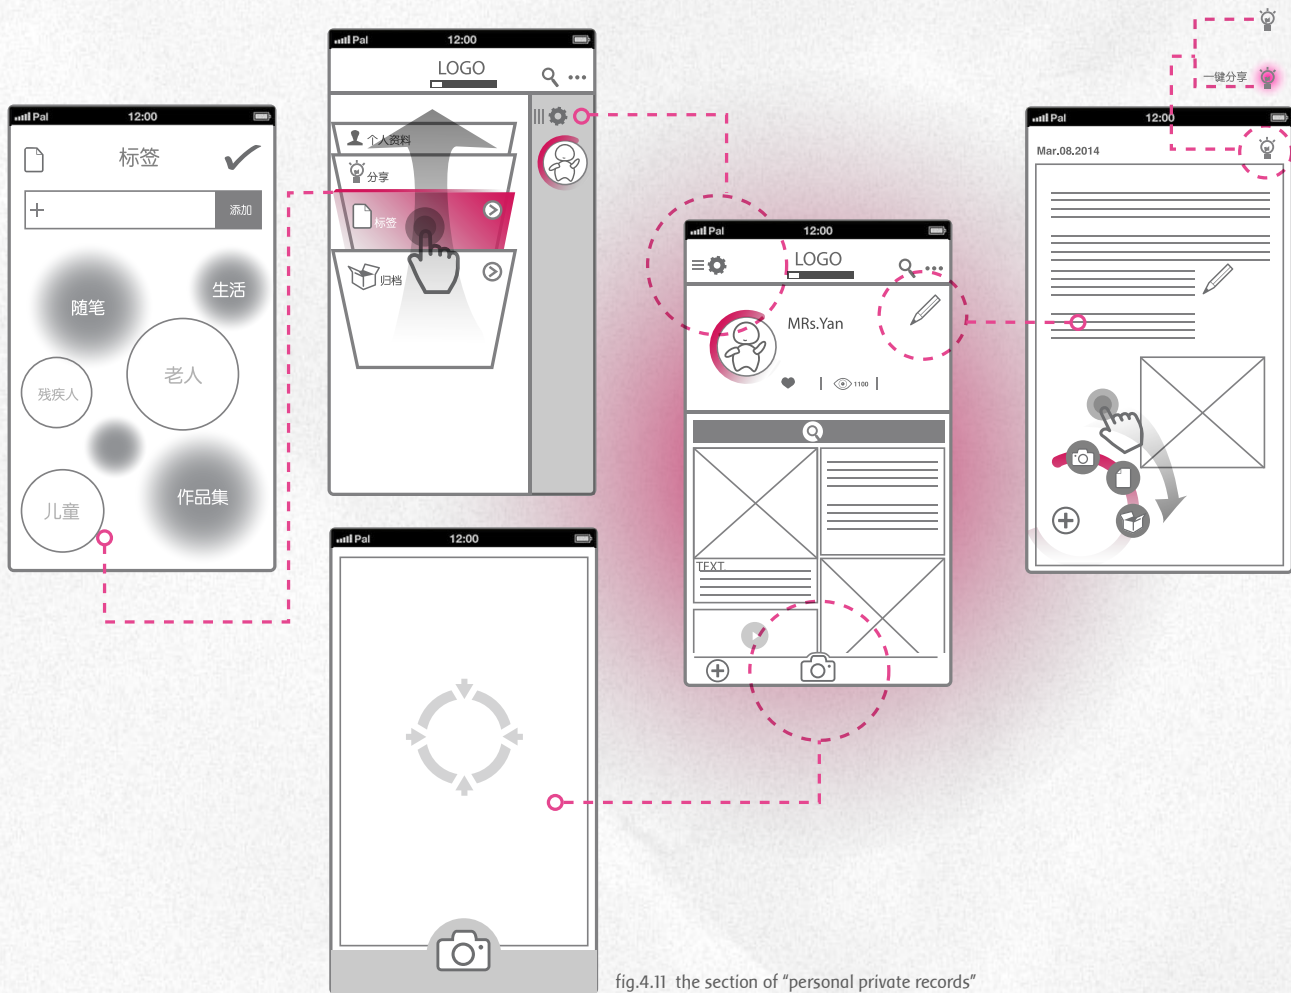 Pal 12:00
标签
添加
随笔
生活
老人
残疾人
作品集
儿童
Pal 12:00
LOGO
个人资料
分享
标签
归档
Pal 12:00
Pal 12:00
LOGO
MRs.Yan
1100
TEXT.
一键分享
Pal 12:00
Mar.08.2014
fig.4.11 the section of “personal private records”